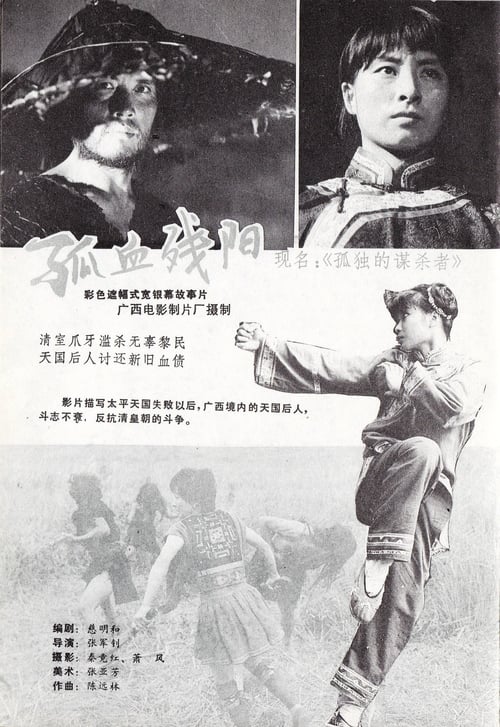 孤血残阳
现名：《孤独的谋杀者》
彩色遮幅式宽银幕故事片
广西电影制片厂摄制
清室爪牙滥杀无辜黎民
天国后人讨还新旧血债
影片描写太平天国失败以后，广西境内的天国后人，
斗志不衰，反抗清皇朝的斗争。
编剧：慈明和
导演：张军钊
摄影：秦竟红、萧风
美术：张亚芳
作曲：陈远林